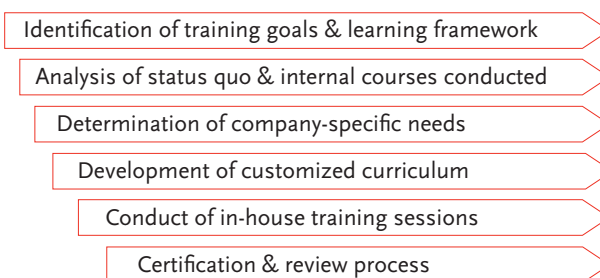 Identification of training goals & learning framework
Analysis of status quo & internal courses conducted
Determination of company-specific needs
Development of customized curriculum
Conduct of in-house training sessions
Certification & review process